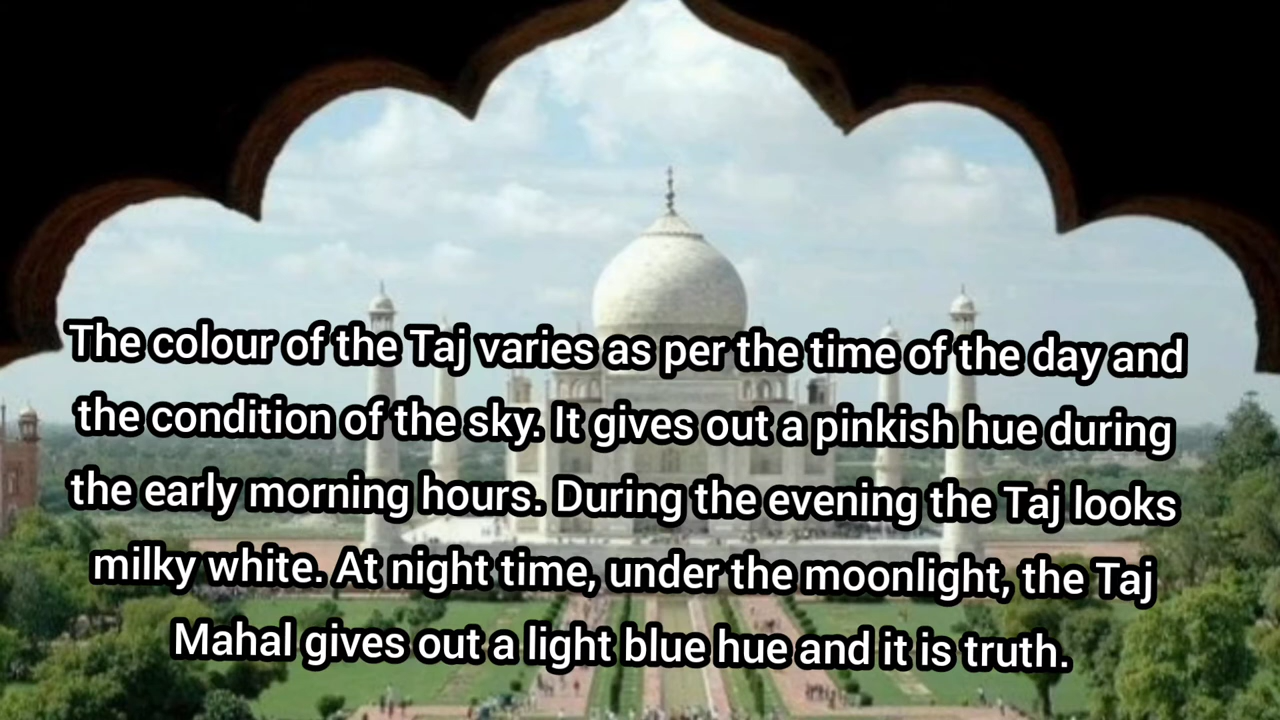 The colour of the Taj varies as per the time of the day and
the condition of the sky. It gives out a pinkish hue during
the early morning hours. During the evening the Taj looks
milky white. At night time, under the moonlight, the Taj
Mahal gives out a light blue hue and it is truth.